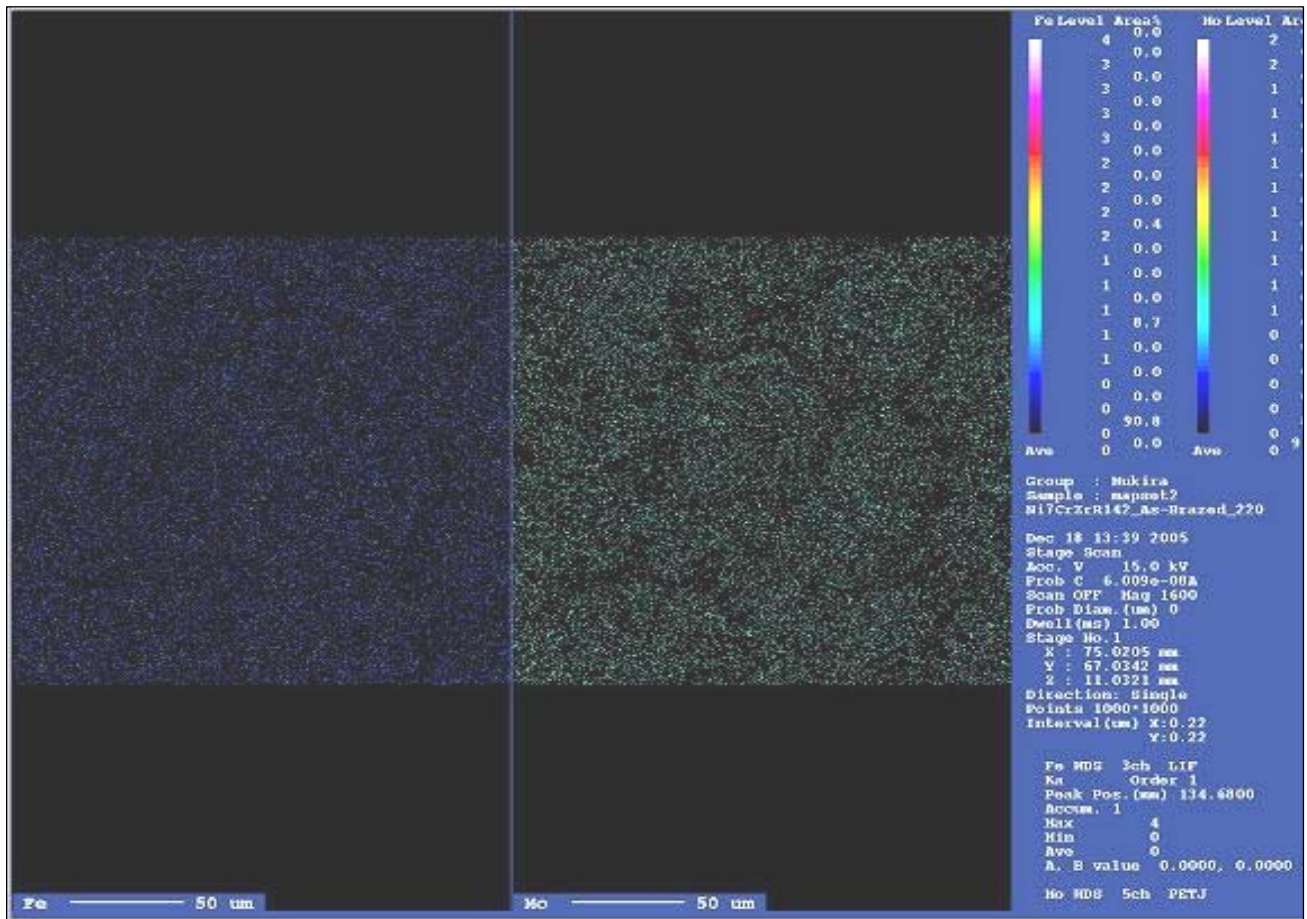 Fe Level Area%
Mo Level Ar
0.0
4 2
0.0
3 2
0.0
3 1
0.0
3 1
0.0
3 1
0.0
2 1
0.0
2 1
0.0
2 1
0.4
2 1
0.0
1 1
0.0
1 1
0.0
1 1
8.7
1 0
0.0
1 0
0.0
0 0
0.0
0 0
90.8
0 0
0.0 9
Ave 0 Ave 0
Group : Mukira
Sample : mapset2
Ni7CrZrR142_As-Brazed_220
Dec 18 13:39 2005
Stage Scan
Acc. V 15.0 kV
Prob C 6.009e-08A
Scan OFF Mag 1600
Prob Diam.(um) 0
Dwell(ms) 1.00
Stage No.1
X : 75.0205 mm
Y : 67.0342 mm
Z : 11.0321 mm
Direction: Single
Points 1000*1000
Interval(um) X:0.22
Y:0.22
Fe WDS 3ch LIF
Ka Order 1
Peak Pos.(mm) 134.6800
Accum. 1
Max 4
Min 0
Ave 0
A, B value 0.0000, 0.0000
Mo WDS 5ch PETJ
Fe 50 um
Mo 50 um